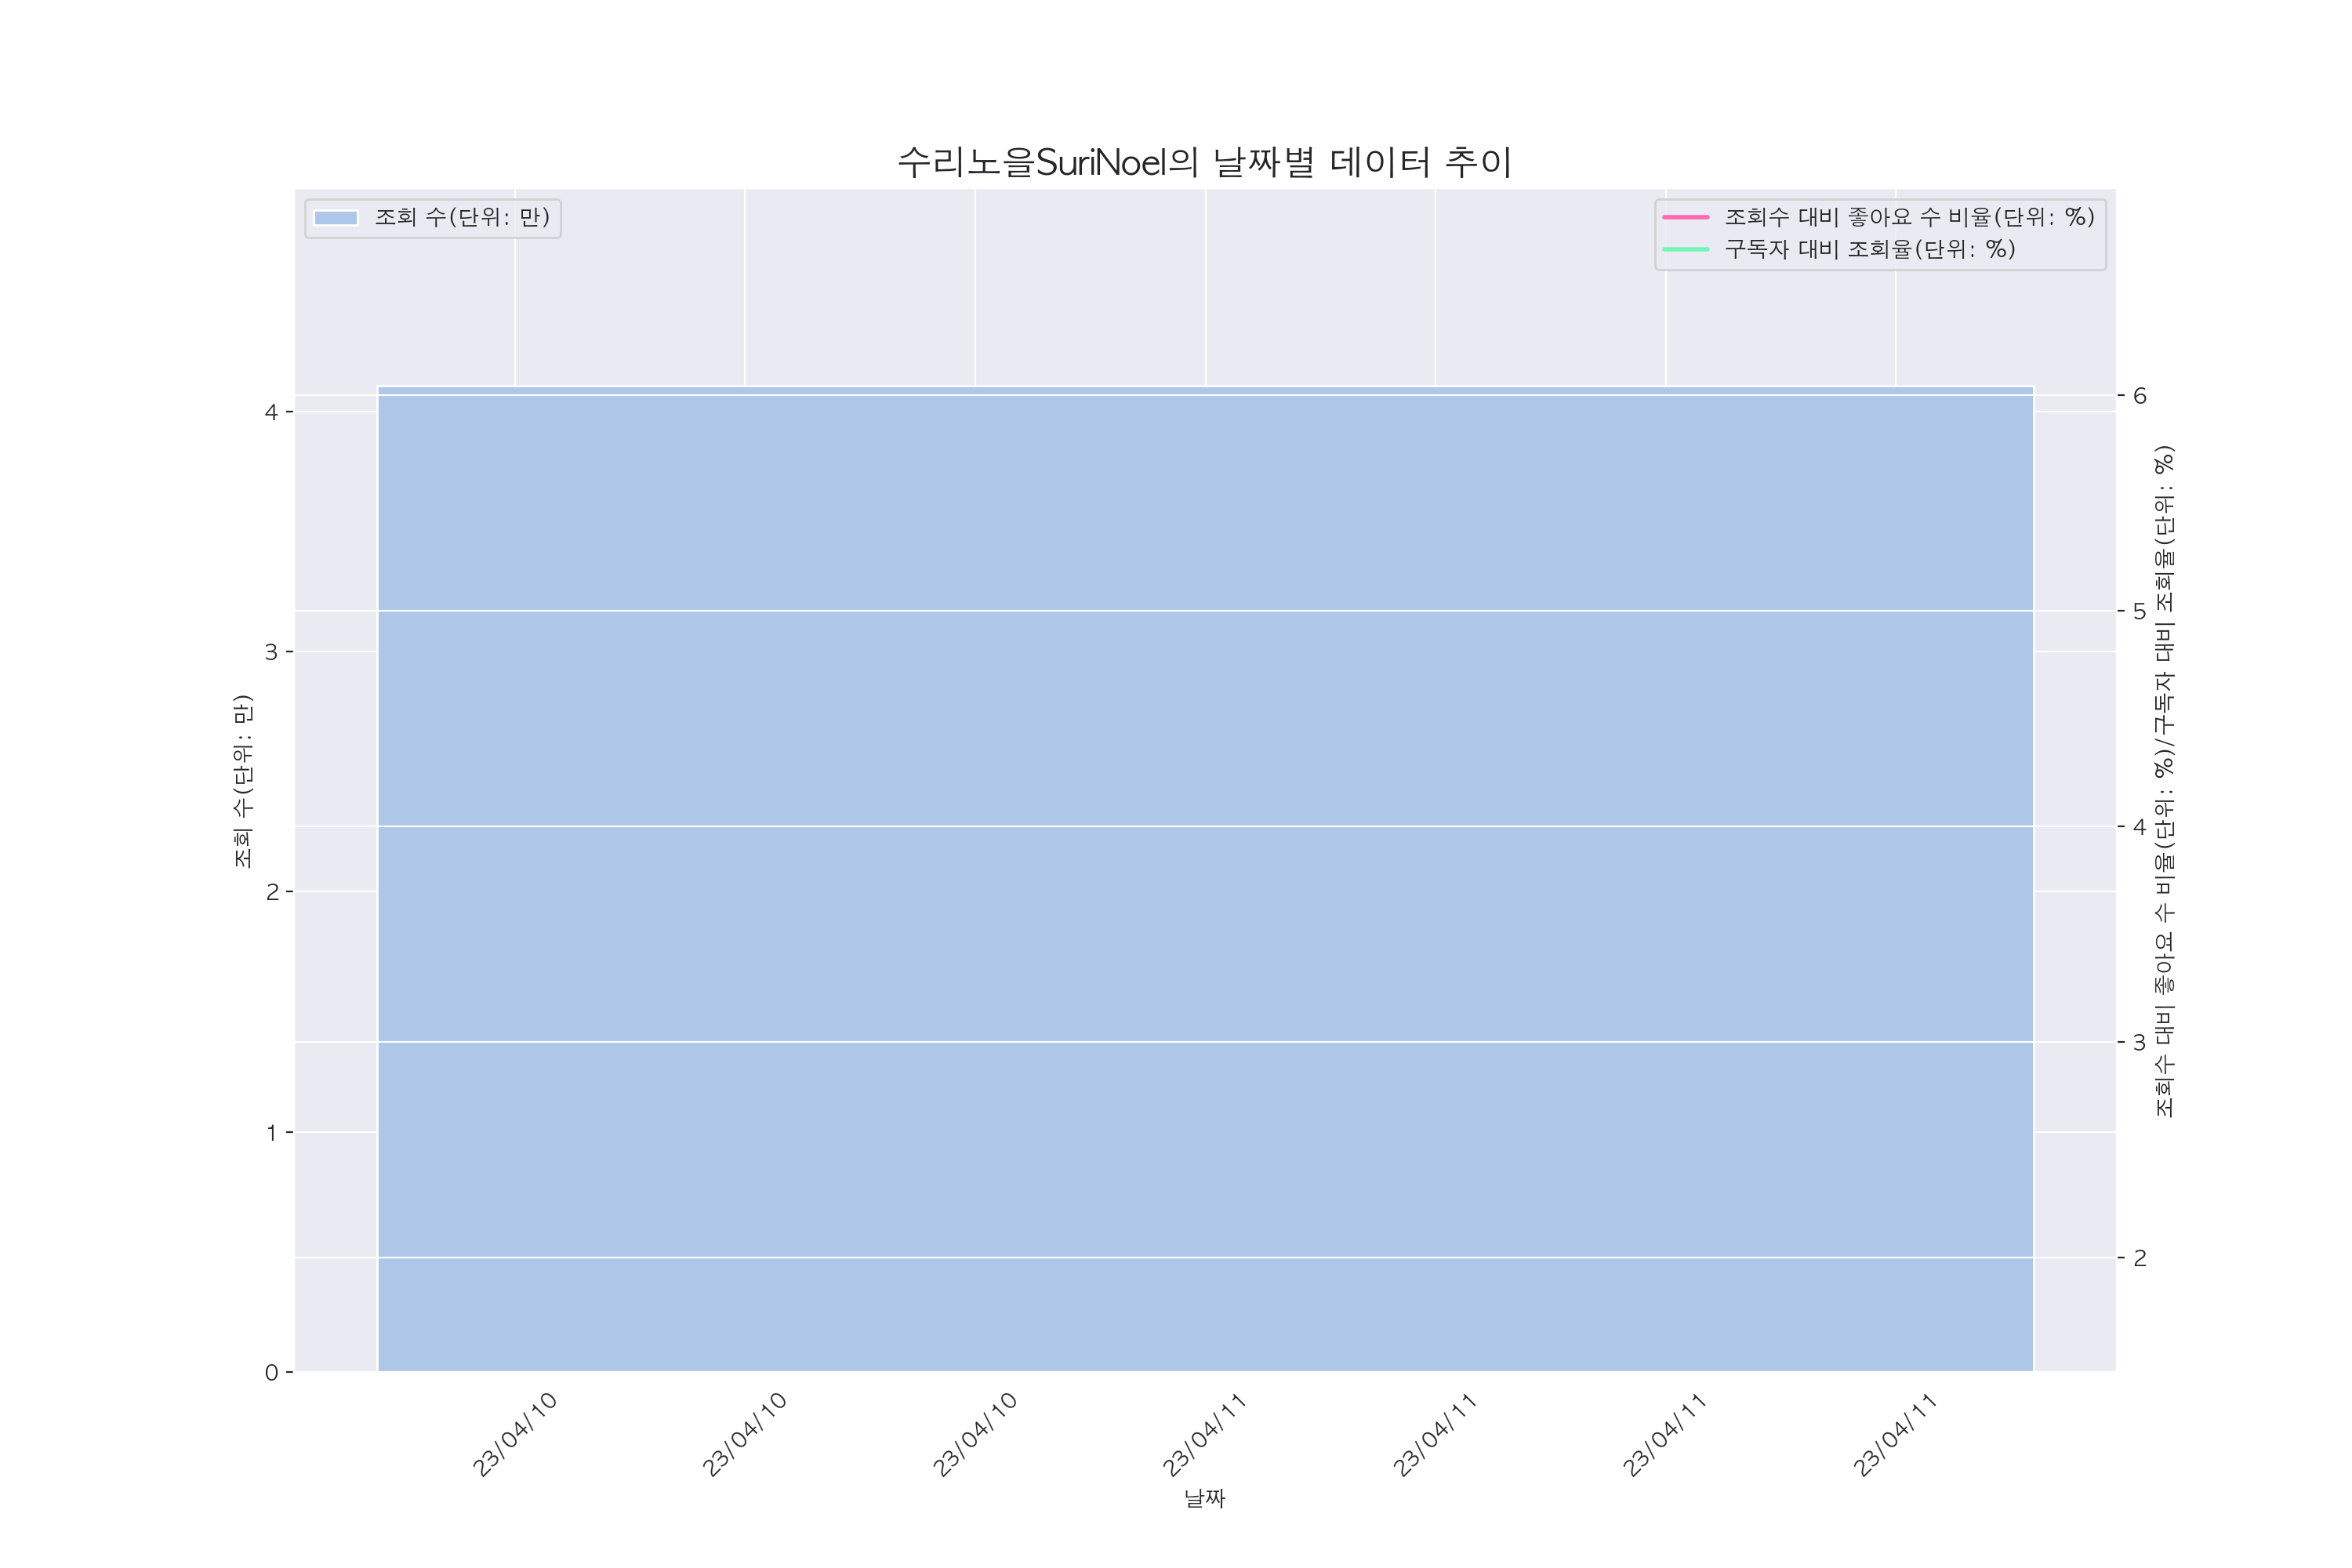 수리노을SuriNoel의 날짜별 데이터 추이
조회 수(단위: 만)
조회수 대비 좋아요 수 비율(단위: %)
구독자 대비 조회율(단위: %)
4
3
2
1
0
조회 수(단위: 만)
6
5
4
3
2
조회수 대비 좋아요 수 비율(단위: %)/구독자 대비 조회율(단위: %)
23/04/10
23/04/10
23/04/10
23/04/11
23/04/11
23/04/11
23/04/11
날짜